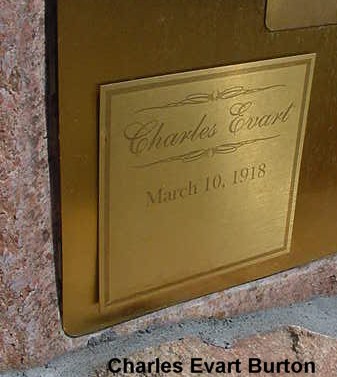 Charles Evart
March 10, 1918
Charles Evart Burton